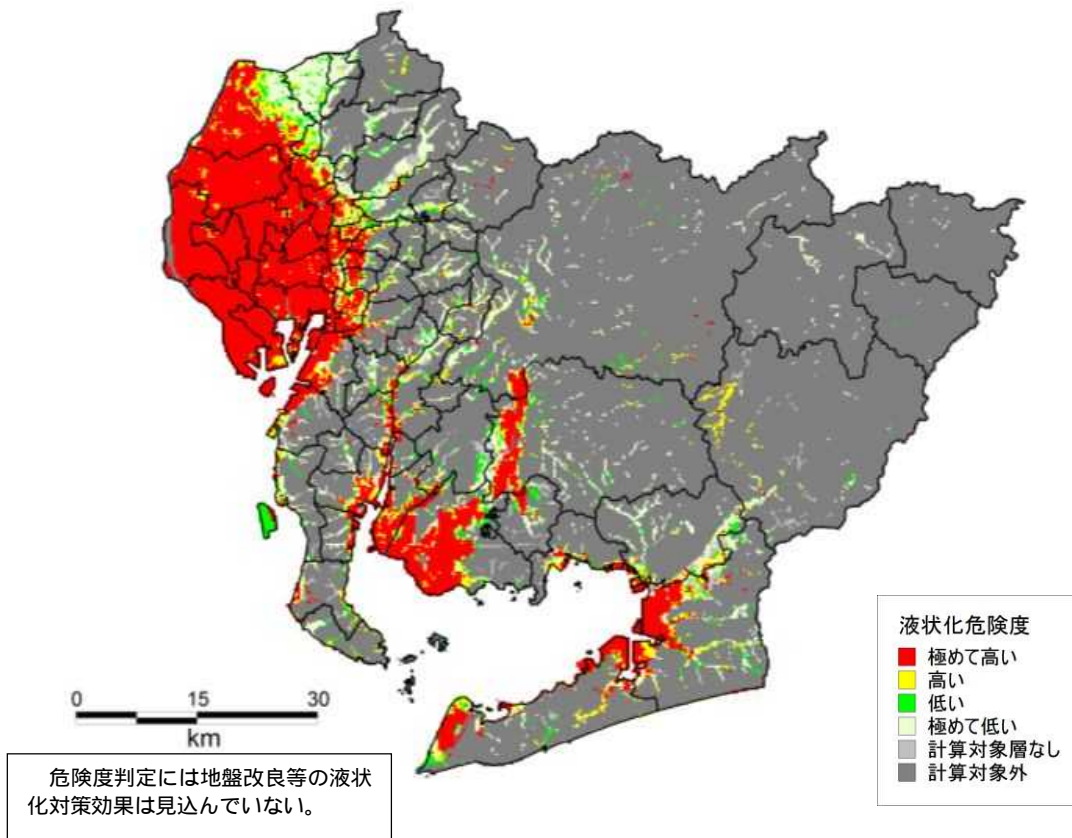 液状化危険度
極めて高い
高い
低い
極めて低い
計算対象層なし
計算対象外
0 15 30
km
危険度判定には地盤改良等の液状
化対策効果は見込んでいない。